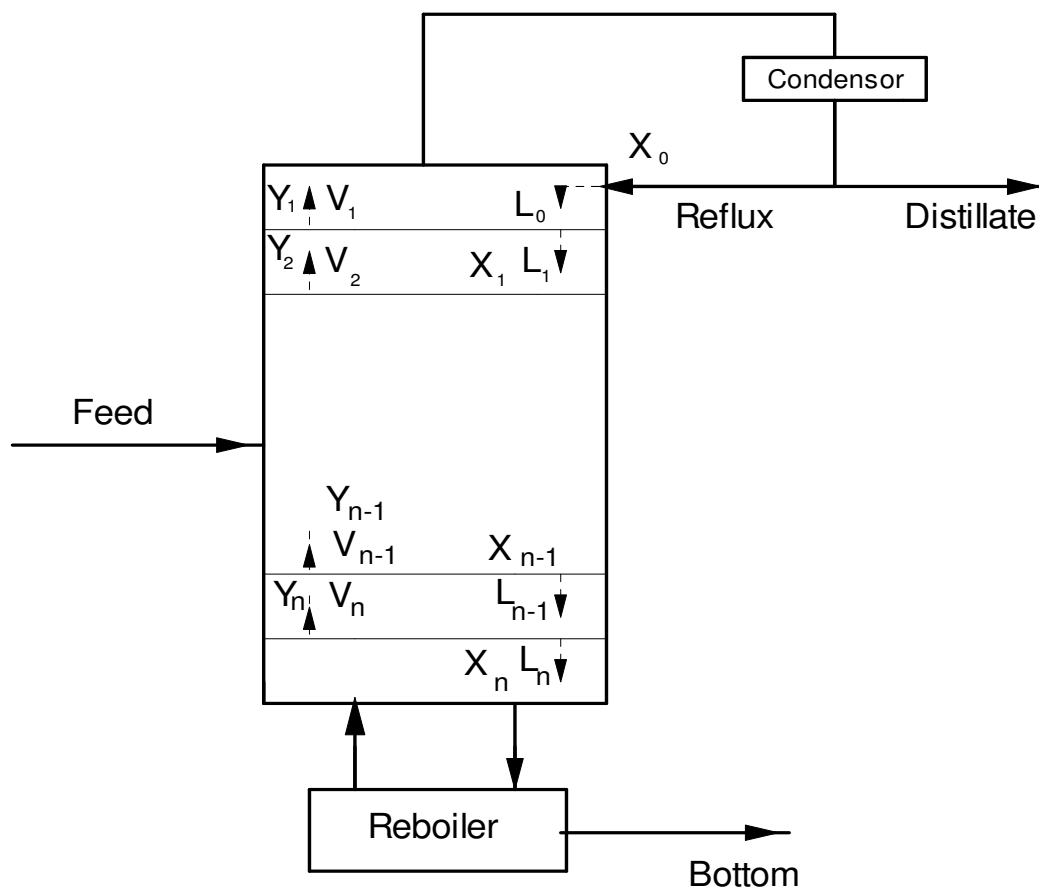 Condensor
X₀
Reflux Distillate
Y₁ V₁ L₀
Y₂ V₂ X₁ L₁
Feed
Yₙ₋₁
Vₙ₋₁ Xₙ₋₁
Yₙ Vₙ Lₙ₋₁
Xₙ Lₙ
Reboiler
Bottom